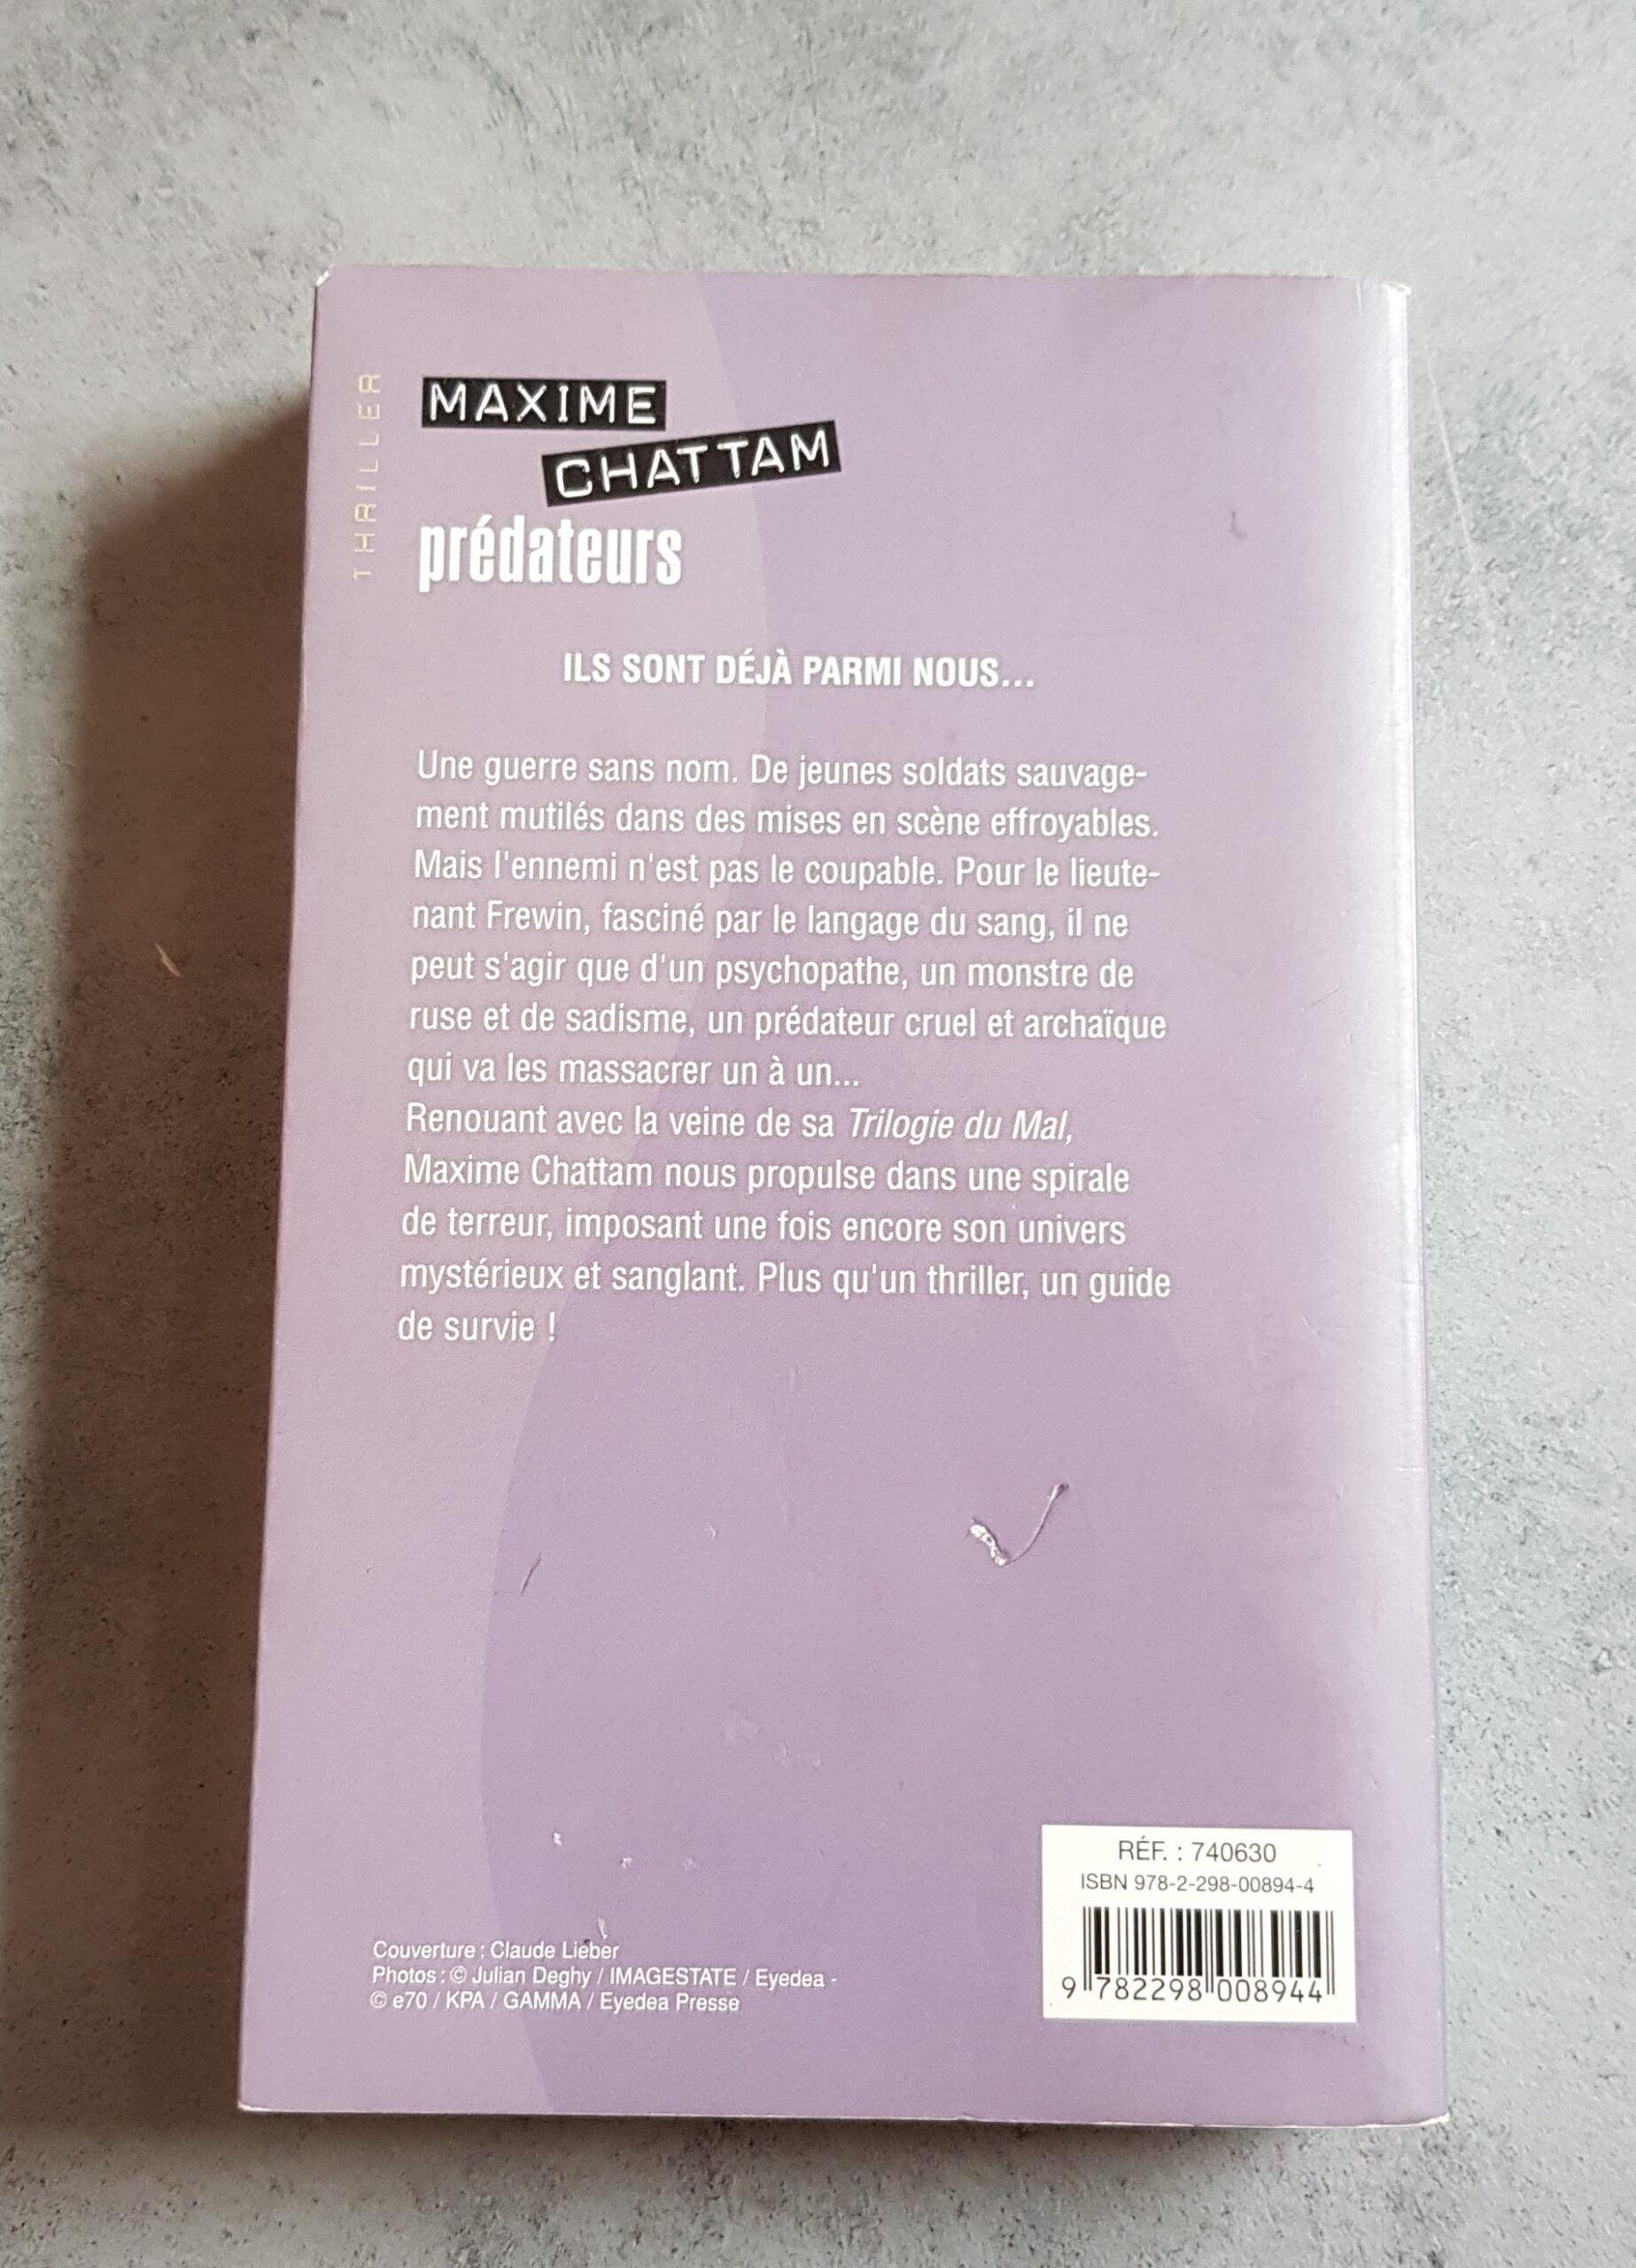 THRILLER
MAXIME
CHATTAM
prédateurs
ILS SONT DÉJÀ PARMI NOUS...
Une guerre sans nom. De jeunes soldats sauvage-
ment mutilés dans des mises en scène effroyables.
Mais l'ennemi n'est pas le coupable. Pour le lieute-
nant Frewin, fasciné par le langage du sang, il ne
peut s'agir que d'un psychopathe, un monstre de
ruse et de sadisme, un prédateur cruel et archaïque
qui va les massacrer un à un...
Renouant avec la veine de sa Trilogie du Mal,
Maxime Chattam nous propulse dans une spirale
de terreur, imposant une fois encore son univers
mystérieux et sanglant. Plus qu'un thriller, un guide
de survie !
Couverture : Claude Lieber
Photos : © Julian Deghy / IMAGESTATE / Eyedea -
© e70 / KPA / GAMMA / Eyedea Presse
RÉF. : 740630
ISBN 978-2-298-00894-4
9 782298 008944